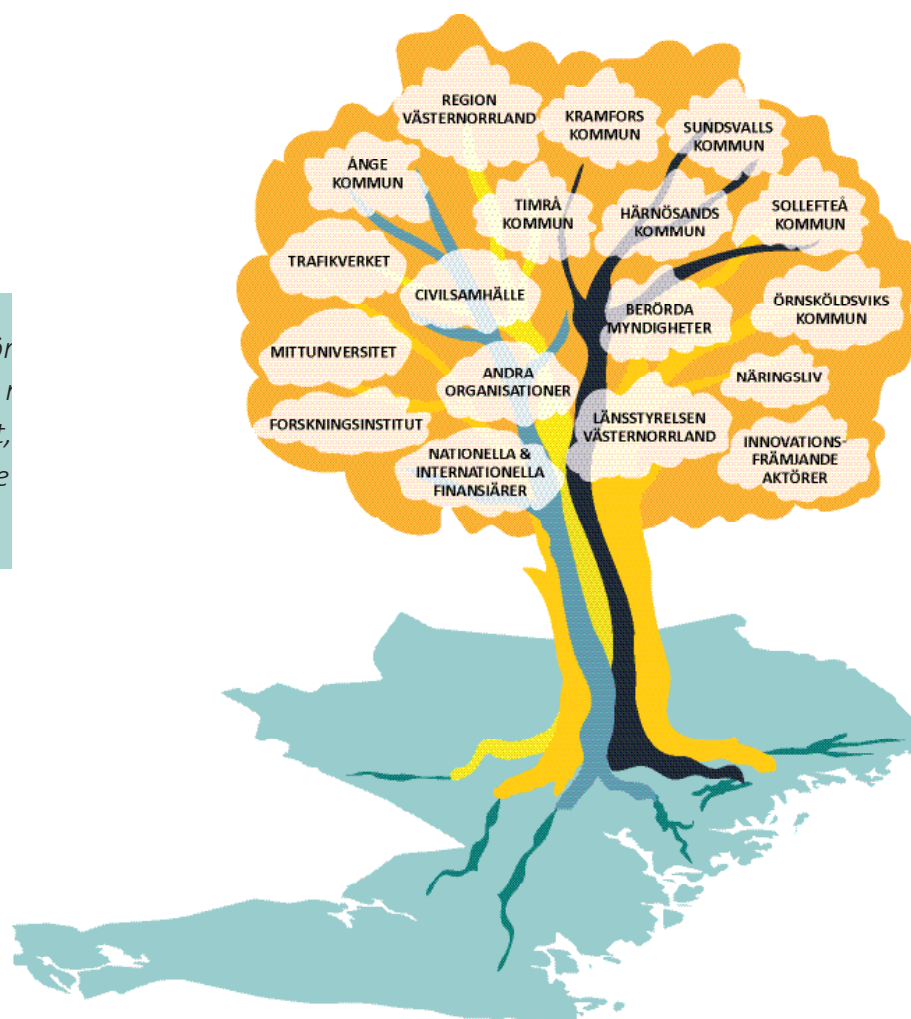 REGION
VÄSTERNORRLAND
KRAMFORS
KOMMUN
SUNDSVALLS
KOMMUN
ÅNGE
KOMMUN
TIMRÅ
KOMMUN
HÄRNÖSANDS
KOMMUN
SOLLEFTEÅ
KOMMUN
TRAFIKVERKET
CIVILSAMHÄLLE
BERÖRDA
MYNDIGHETER
ÖRNSKÖLDSVIKS
KOMMUN
MITTUNIVERSITET
ANDRA
ORGANISATIONER
NÄRINGSLIV
FORSKNINGSINSTITUT
LÄNSSTYRELSEN
VÄSTERNORRLAND
NATIONELLA &
INTERNATIONELLA
FINANSIÄRER
INNOVATIONS-
FRÄMJANDE
AKTÖRER